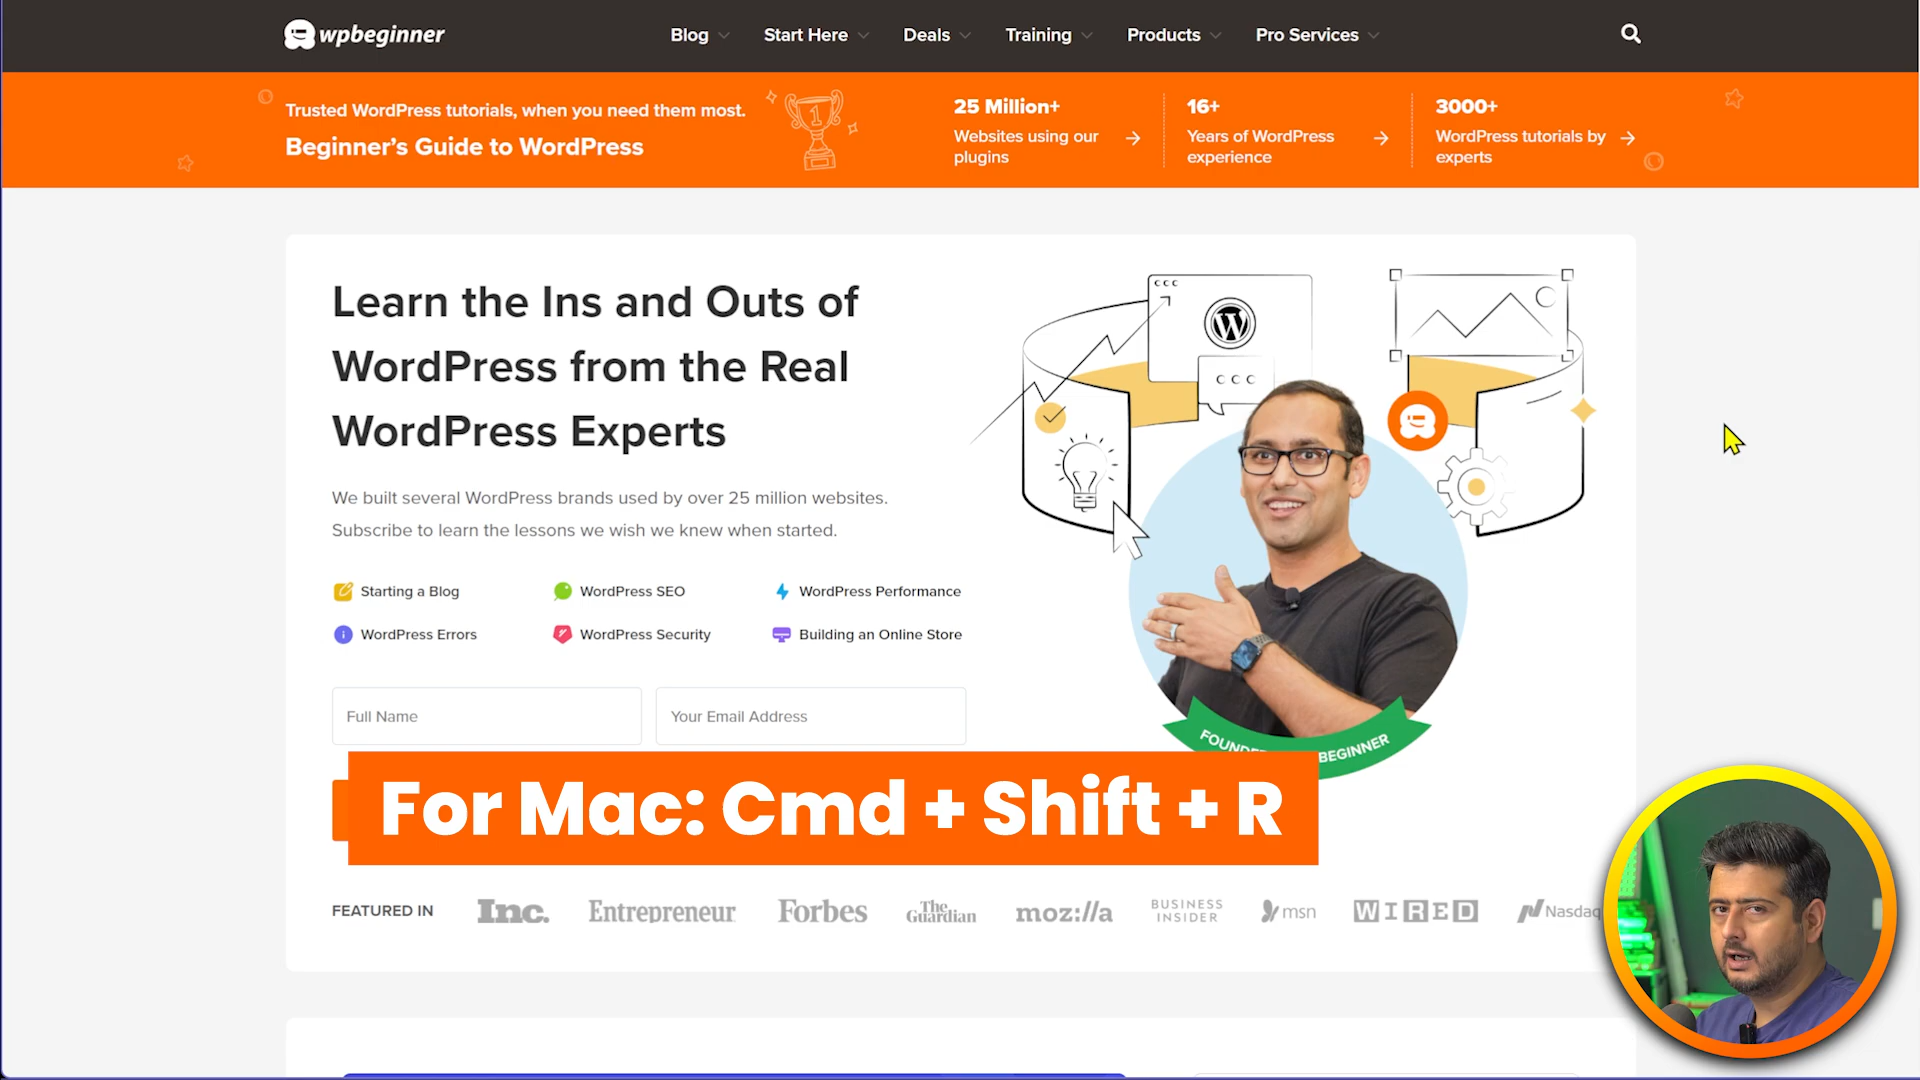 wpbeginner
Blog
Start Here
Deals
Training
Products
Pro Services
Trusted WordPress tutorials, when you need them most.
Beginner's Guide to WordPress
25 Million+
Websites using our
plugins
16+
Years of WordPress
experience
3000+
WordPress tutorials by
experts
Learn the Ins and Outs of
WordPress from the Real
WordPress Experts
We built several WordPress brands used by over 25 million websites.
Subscribe to learn the lessons we wish we knew when started.
Starting a Blog
WordPress SEO
WordPress Performance
WordPress Errors
WordPress Security
Building an Online Store
Full Name
Your Email Address
BEGINNER
For Mac: Cmd + Shift + R
FEATURED IN
Inc.
Entrepreneur
Forbes
The
Guardian
moz://a
BUSINESS
INSIDER
msn
WIRED
Nasdaq